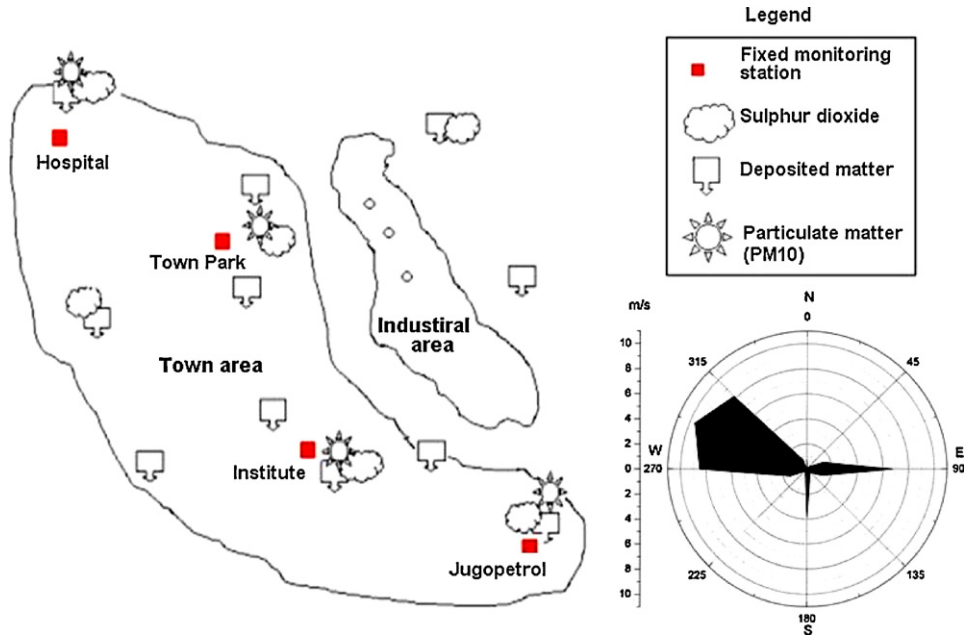 Legend
Fixed monitoring
station
Sulphur dioxide
Deposited matter
Particulate matter
(PM10)
Hospital
Town Park
Industiral
area
Town area
Institute
Jugopetrol
m/s
10
8
6
4
2
0
2
4
6
8
10
N
0
45
E
90
135
180
S
225
W
270
315